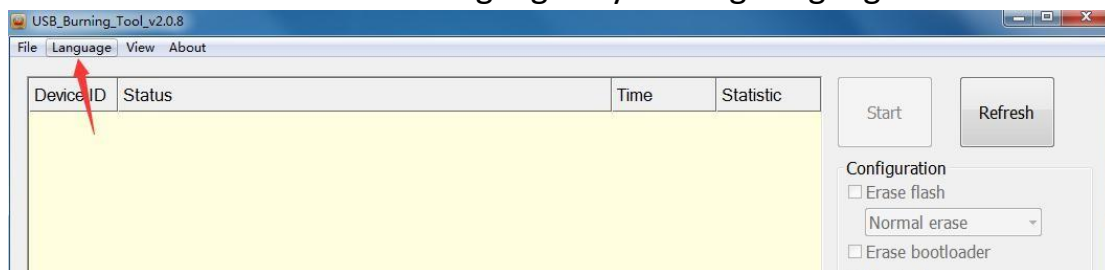 USB_Burning_Tool_v2.0.8
File Language View About
Device ID Status Time Statistic
Start Refresh
Configuration
Erase flash
Normal erase
Erase bootloader